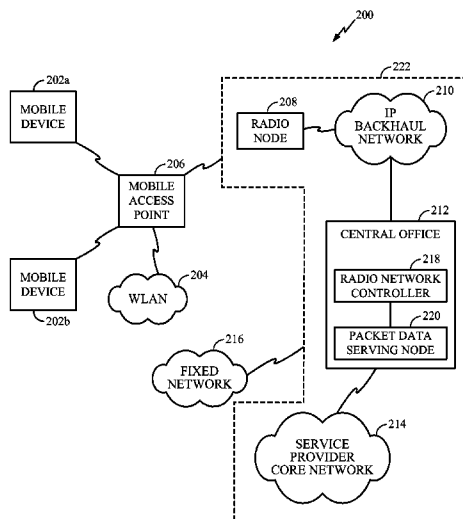 200
222
202a
MOBILE
DEVICE
208
RADIO
NODE
210
IP
BACKHAUL
NETWORK
206
MOBILE
ACCESS
POINT
212
CENTRAL OFFICE
218
RADIO NETWORK
CONTROLLER
220
PACKET DATA
SERVING NODE
MOBILE
DEVICE
202b
204
WLAN
216
FIXED
NETWORK
214
SERVICE
PROVIDER
CORE NETWORK